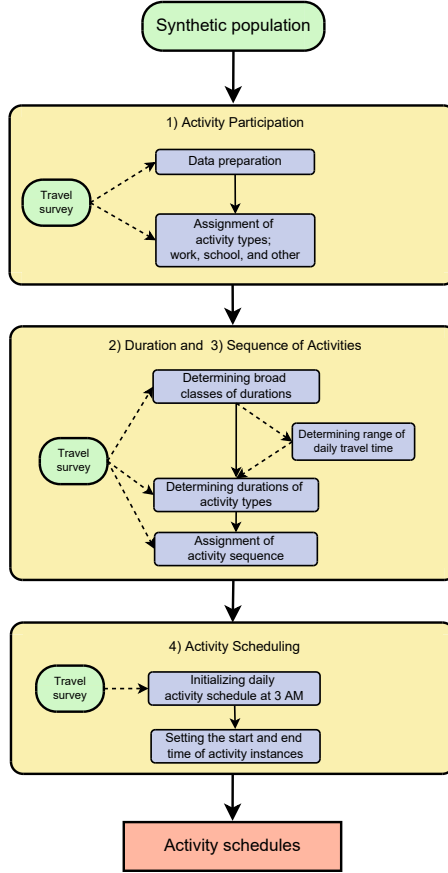 Synthetic population
1) Activity Participation
Data preparation
Travel
survey
Assignment of
activity types;
work, school, and other
2) Duration and  3) Sequence of Activities
Determining broad
classes of durations
Determining range of
daily travel time
Travel
survey
Determining durations of
activity types
Assignment of
activity sequence
4) Activity Scheduling
Travel
survey
Initializing daily
activity schedule at 3 AM
Setting the start and end
time of activity instances
Activity schedules